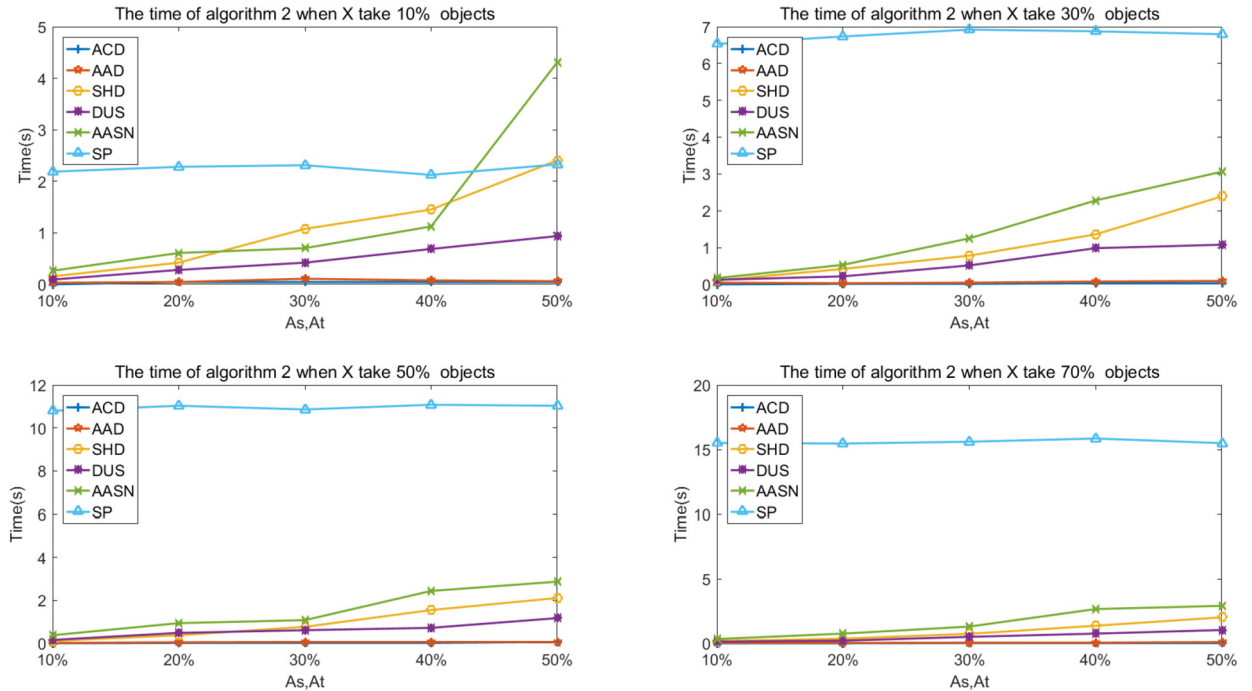 The time of algorithm 2 when X take 10% objects
5
4
3
2
1
0
Time(s)
ACD
AAD
SHD
DUS
AASN
SP
10% 20% 30% 40% 50%
As,At
The time of algorithm 2 when X take 30% objects
7
6
5
4
3
2
1
0
Time(s)
ACD
AAD
SHD
DUS
AASN
SP
10% 20% 30% 40% 50%
As,At
The time of algorithm 2 when X take 50% objects
12
10
8
6
4
2
0
Time(s)
ACD
AAD
SHD
DUS
AASN
SP
10% 20% 30% 40% 50%
As,At
The time of algorithm 2 when X take 70% objects
20
15
10
5
0
Time(s)
ACD
AAD
SHD
DUS
AASN
SP
10% 20% 30% 40% 50%
As,At